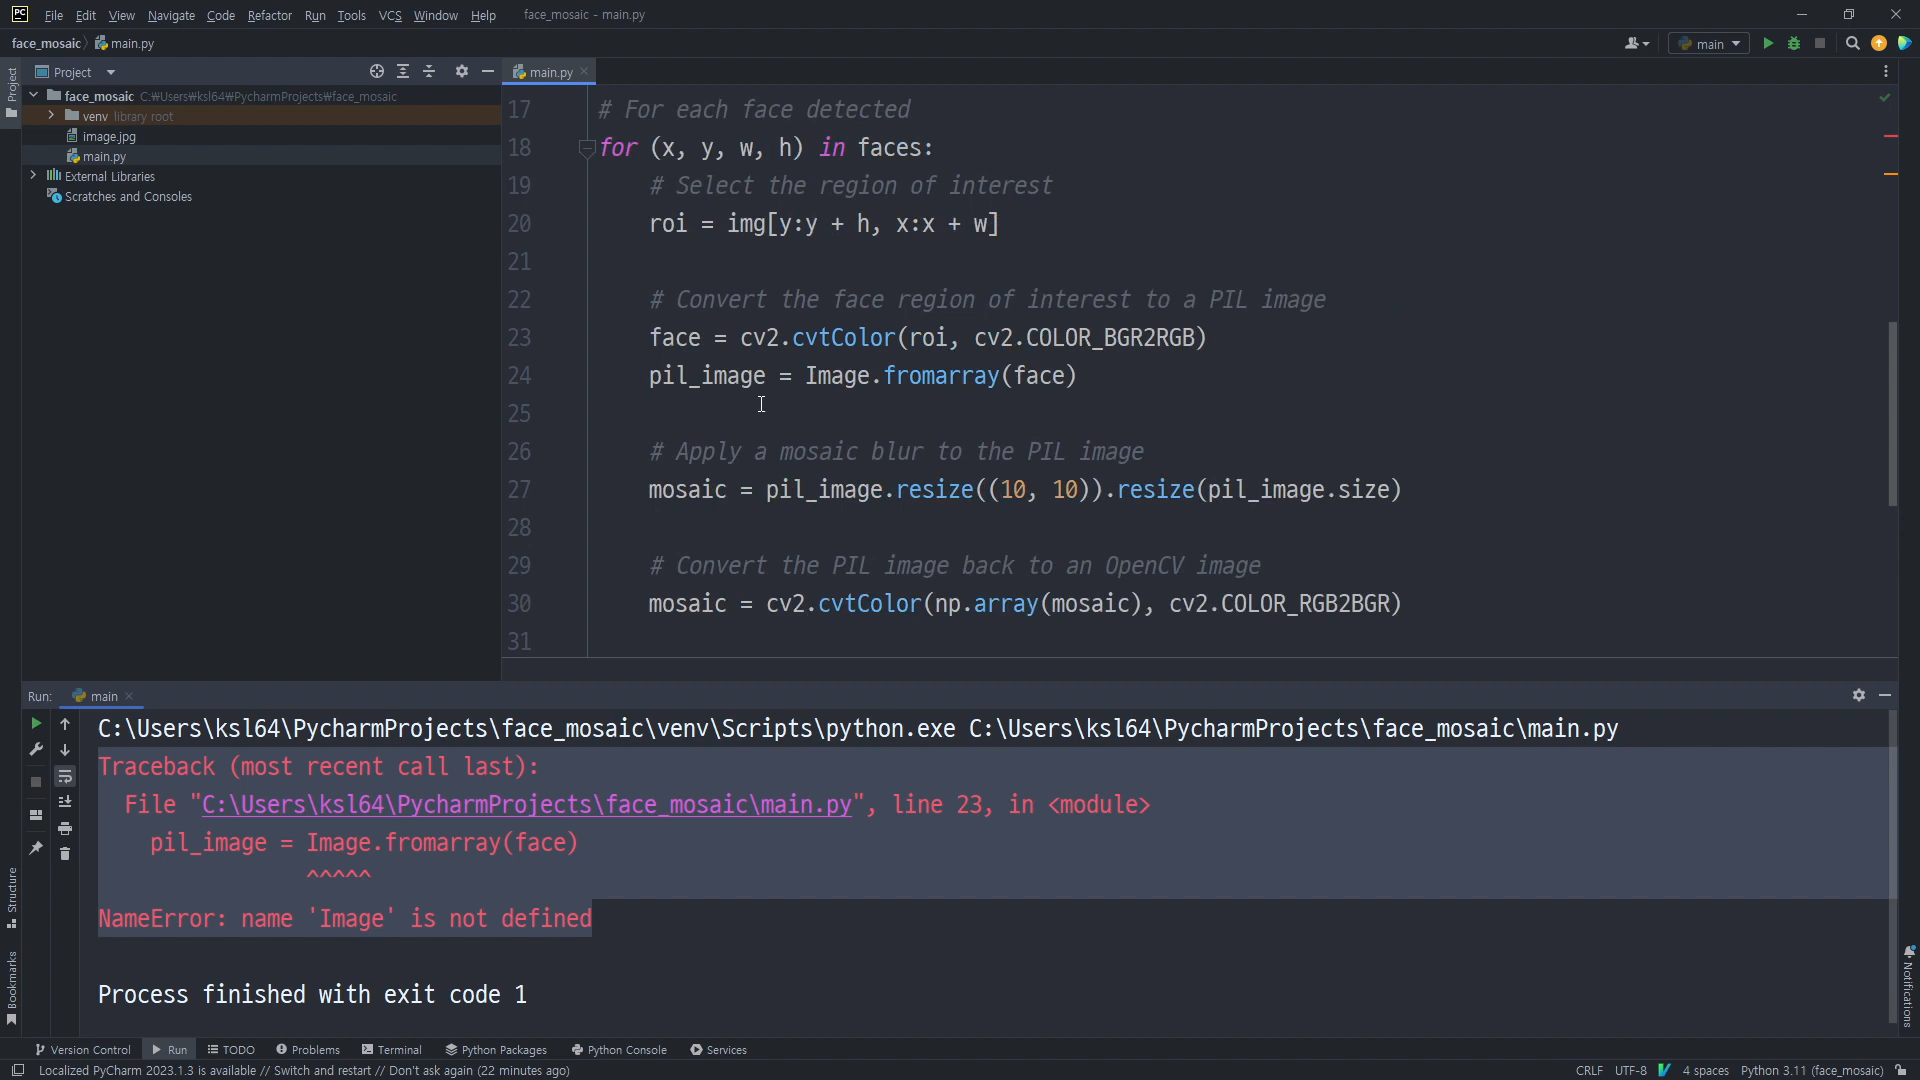 PC File Edit View Navigate Code Refactor Run Tools VCS Window Help face_mosaic - main.py
face_mosaic main.py main
Project
Project main.py
face_mosaic C:₩Users₩ksl64₩PycharmProjects₩face_mosaic
venv library root
image.jpg
main.py
External Libraries
Scratches and Consoles
17 # For each face detected
18 for (x, y, w, h) in faces:
19 # Select the region of interest
20 roi = img[y:y + h, x:x + w]
21
22 # Convert the face region of interest to a PIL image
23 face = cv2.cvtColor(roi, cv2.COLOR_BGR2RGB)
24 pil_image = Image.fromarray(face)
25
26 # Apply a mosaic blur to the PIL image
27 mosaic = pil_image.resize((10, 10)).resize(pil_image.size)
28
29 # Convert the PIL image back to an OpenCV image
30 mosaic = cv2.cvtColor(np.array(mosaic), cv2.COLOR_RGB2BGR)
31
Run: main
C:\Users\ksl64\PycharmProjects\face_mosaic\venv\Scripts\python.exe C:\Users\ksl64\PycharmProjects\face_mosaic\main.py
Traceback (most recent call last):
File "C:\Users\ksl64\PycharmProjects\face_mosaic\main.py", line 23, in <module>
pil_image = Image.fromarray(face)
^^^^^
NameError: name 'Image' is not defined
Process finished with exit code 1
Structure
Bookmarks
Notifications
Version Control Run TODO Problems Terminal Python Packages Python Console Services
Localized PyCharm 2023.1.3 is available // Switch and restart // Don't ask again (22 minutes ago) CRLF UTF-8 4 spaces Python 3.11 (face_mosaic)